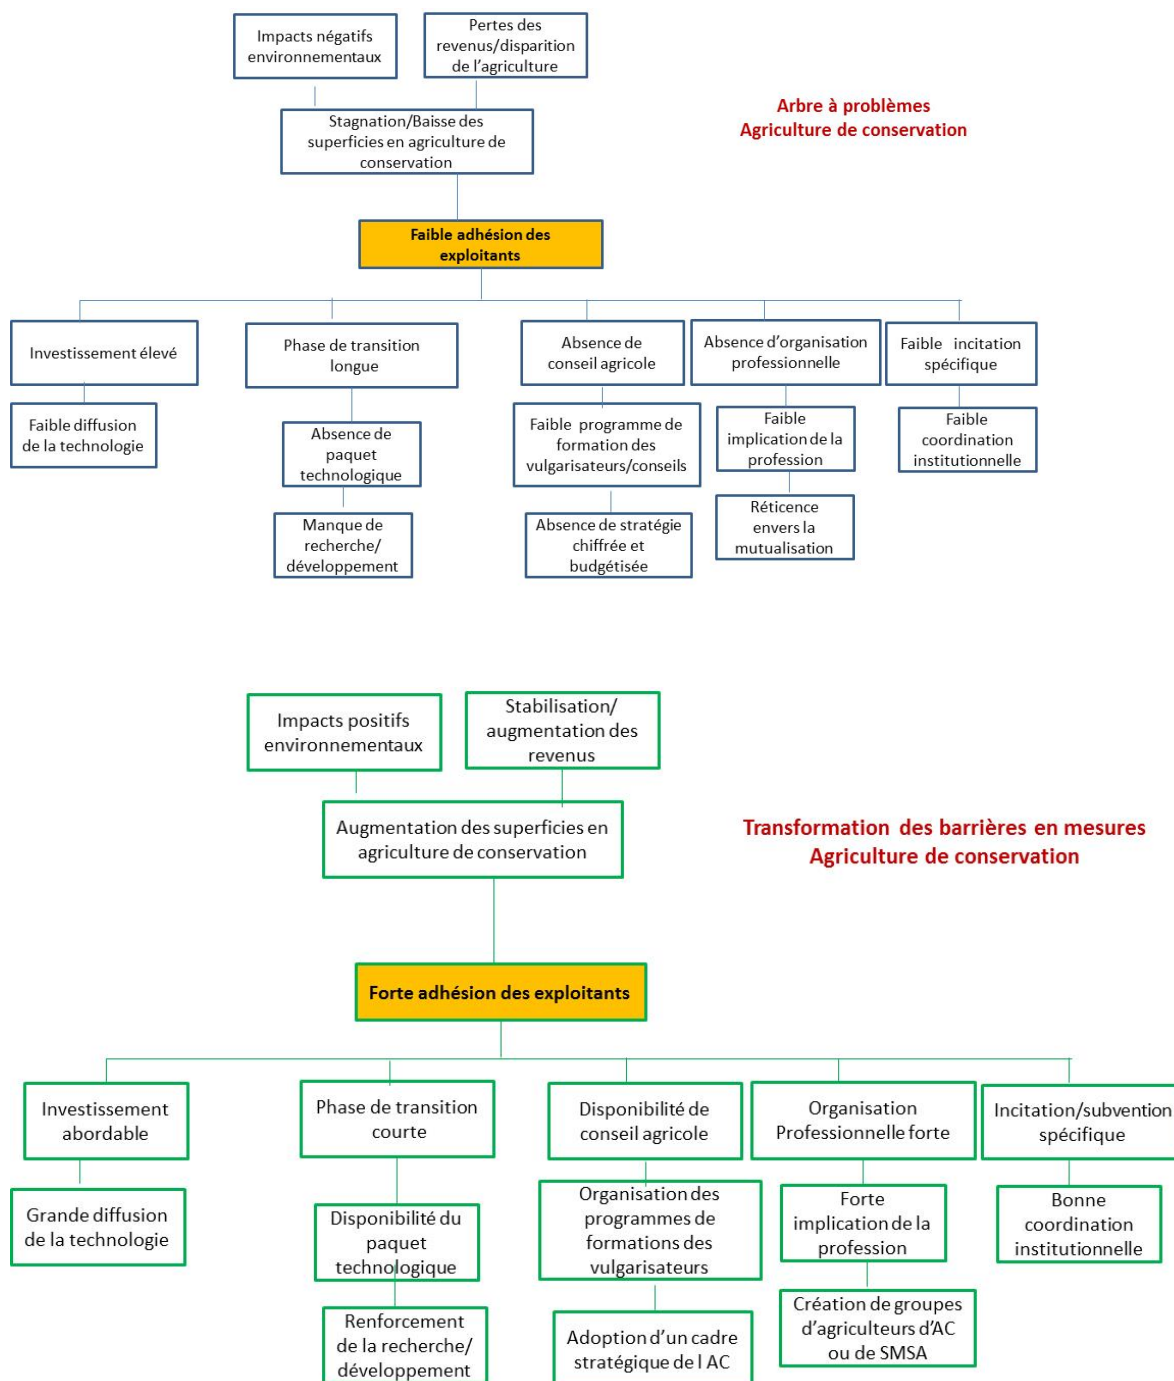 Impacts négatifs
environnementaux
Pertes des
revenus/disparition
de l'agriculture
Arbre à problèmes
Agriculture de conservation
Stagnation/Baisse des
superficies en agriculture de
conservation
Faible adhésion des
exploitants
Investissement élevé
Phase de transition
longue
Absence de
conseil agricole
Absence d'organisation
professionnelle
Faible incitation
spécifique
Faible diffusion
de la technologie
Absence de
paquet
technologique
Faible programme de
formation des
vulgarisateurs/conseils
Faible
implication de la
profession
Faible
coordination
institutionnelle
Manque de
recherche/
développement
Absence de stratégie
chiffrée et
budgétisée
Réticence
envers la
mutualisation
Impacts positifs
environnementaux
Stabilisation/
augmentation des
revenus
Transformation des barrières en mesures
Agriculture de conservation
Augmentation des superficies en
agriculture de conservation
Forte adhésion des exploitants
Investissement
abordable
Phase de transition
courte
Disponibilité de
conseil agricole
Organisation
Professionnelle forte
Incitation/subvention
spécifique
Grande diffusion
de la technologie
Disponibilité du
paquet
technologique
Organisation des
programmes de
formations des
vulgarisateurs
Forte
implication de la
profession
Bonne
coordination
institutionnelle
Renforcement
de la recherche/
développement
Adoption d'un cadre
stratégique de l AC
Création de groupes
d'agriculteurs d'AC
ou de SMSA